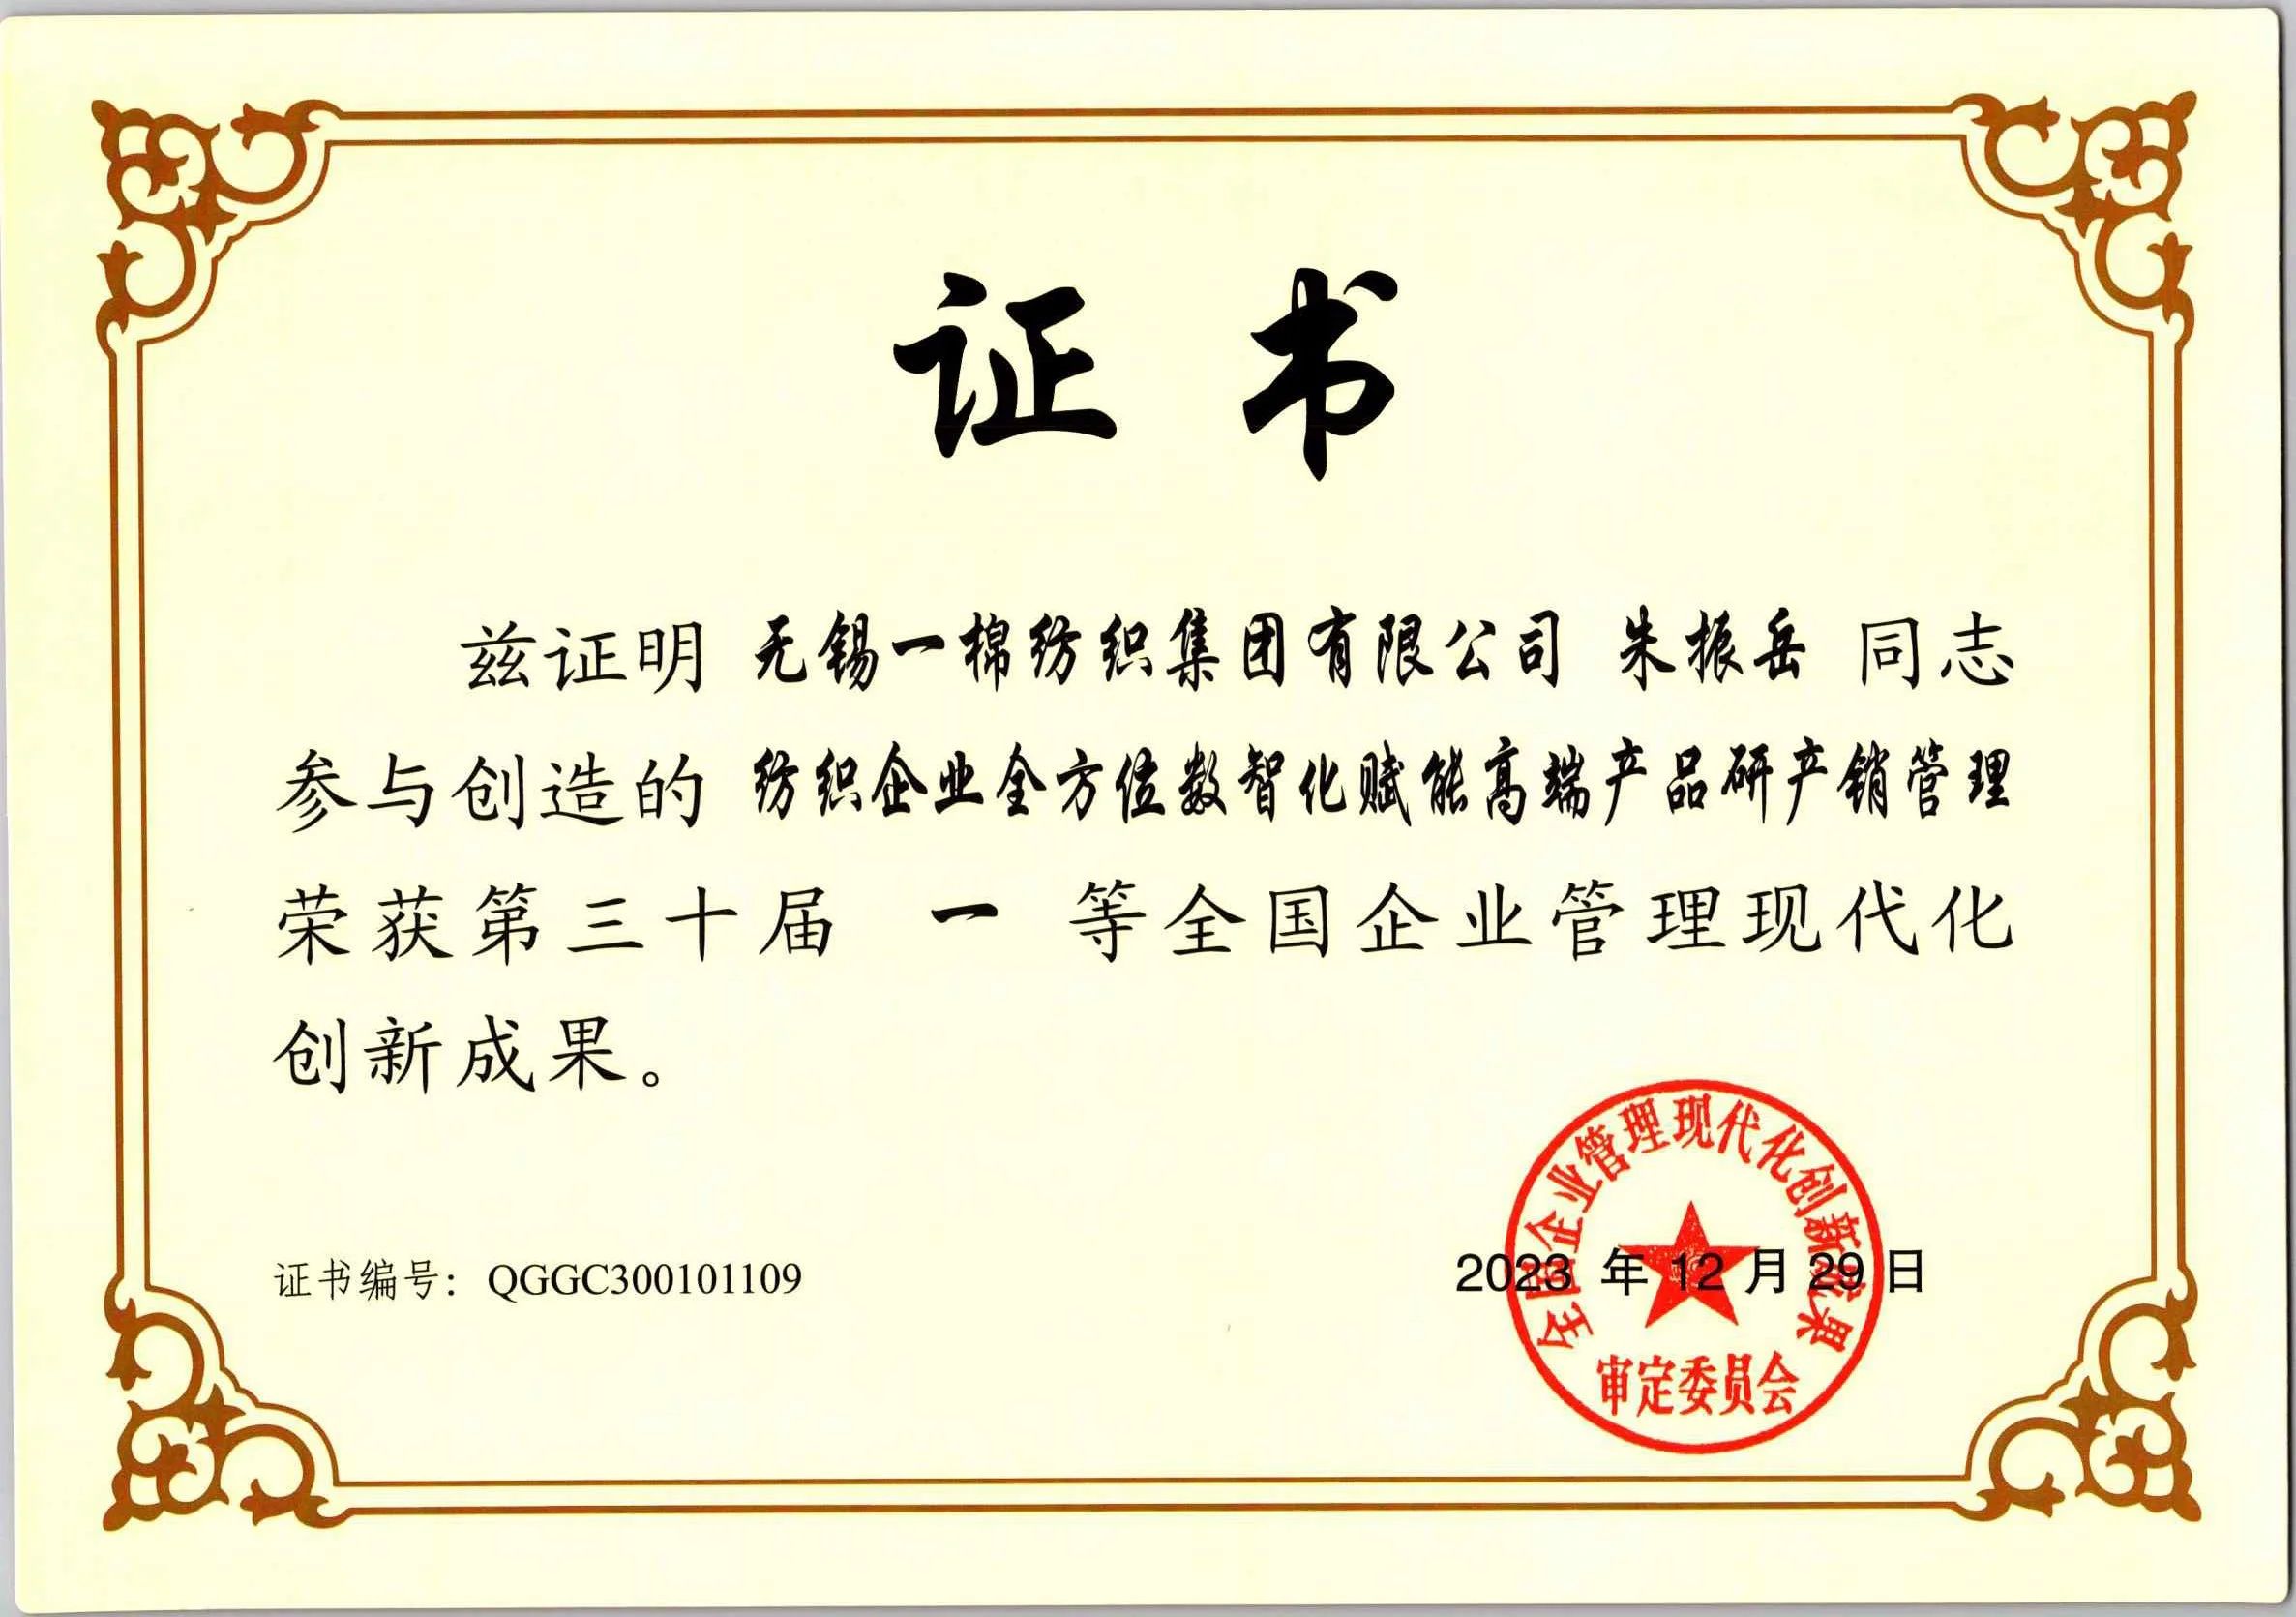 证书
兹证明 无锡一棉纺织集团有限公司 朱振岳 同志
参与创造的 纺织企业全方位数智化赋能高端产品研产销管理
荣获第三十届 一 等全国企业管理现代化
创新成果。
全国企业管理现代化创新成果
证书编号：QGGC300101109
2023 年 12 月 29 日
审定委员会